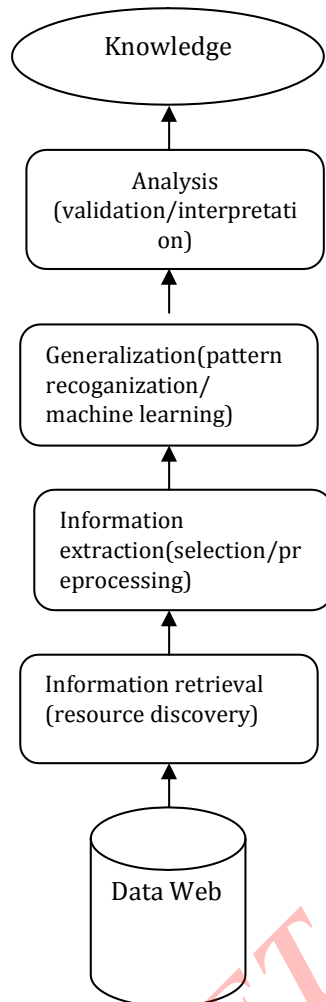 Knowledge
Analysis
(validation/interpretati
on)
Generalization(pattern
recoganization/
machine learning)
Information
extraction(selection/pr
eprocessing)
Information retrieval
(resource discovery)
Data Web